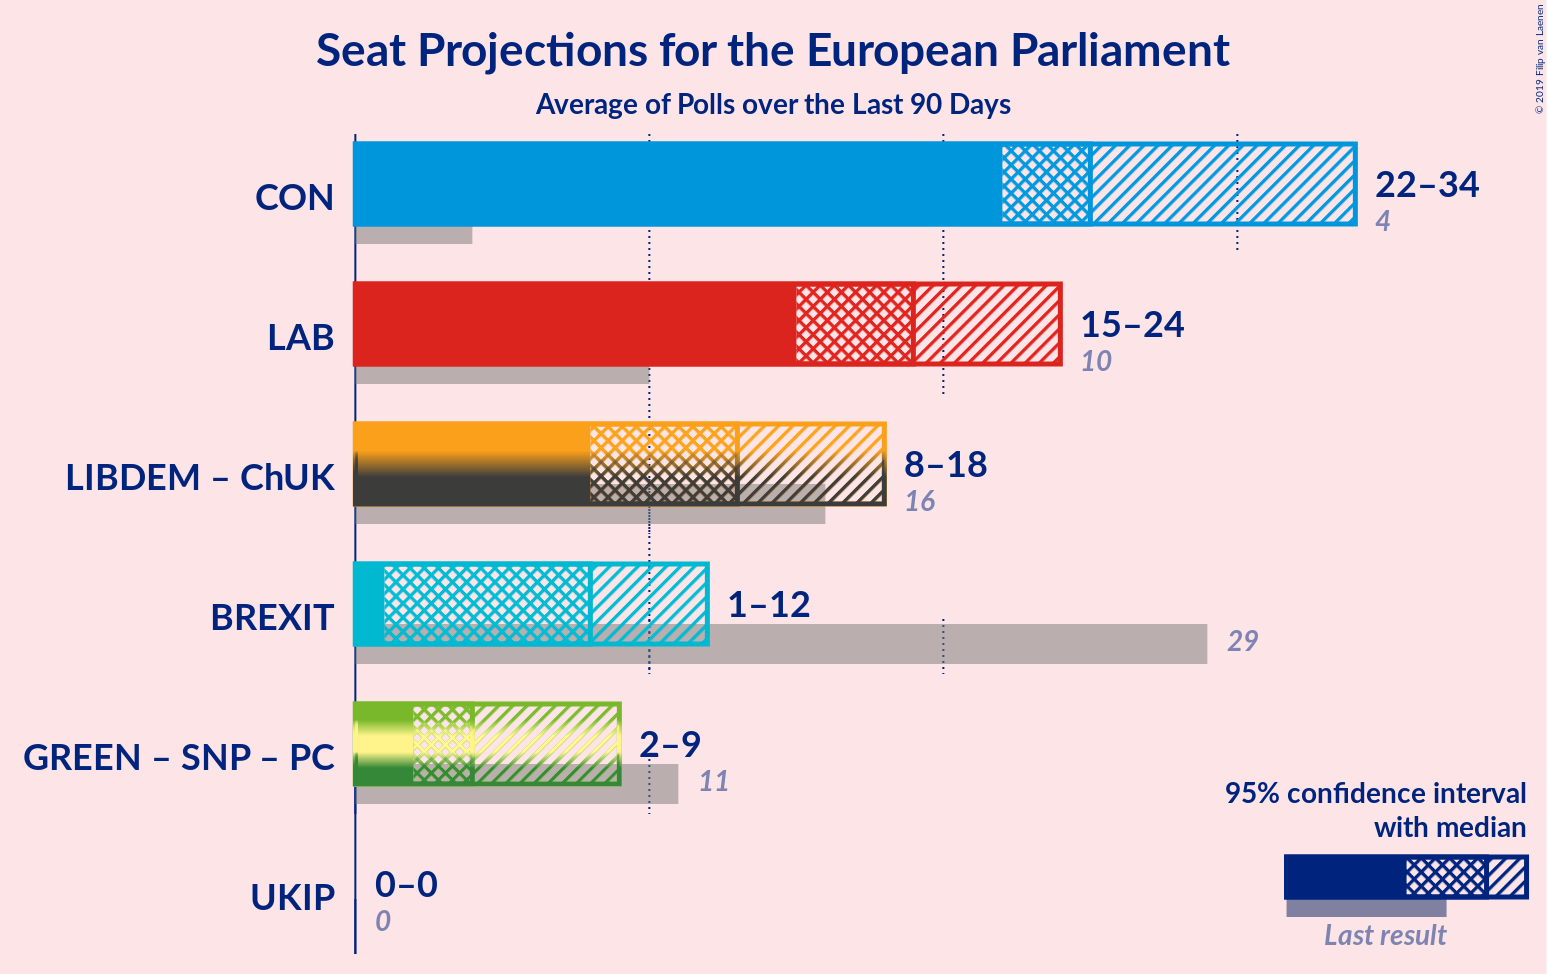 Seat Projections for the European Parliament
Average of Polls over the Last 90 Days
© 2019 Filip van Laenen
CON
22–34
4
LAB
15–24
10
LIBDEM – ChUK
8–18
16
BREXIT
1–12
29
GREEN – SNP – PC
2–9
11
UKIP
0–0
0
95% confidence interval
with median
Last result